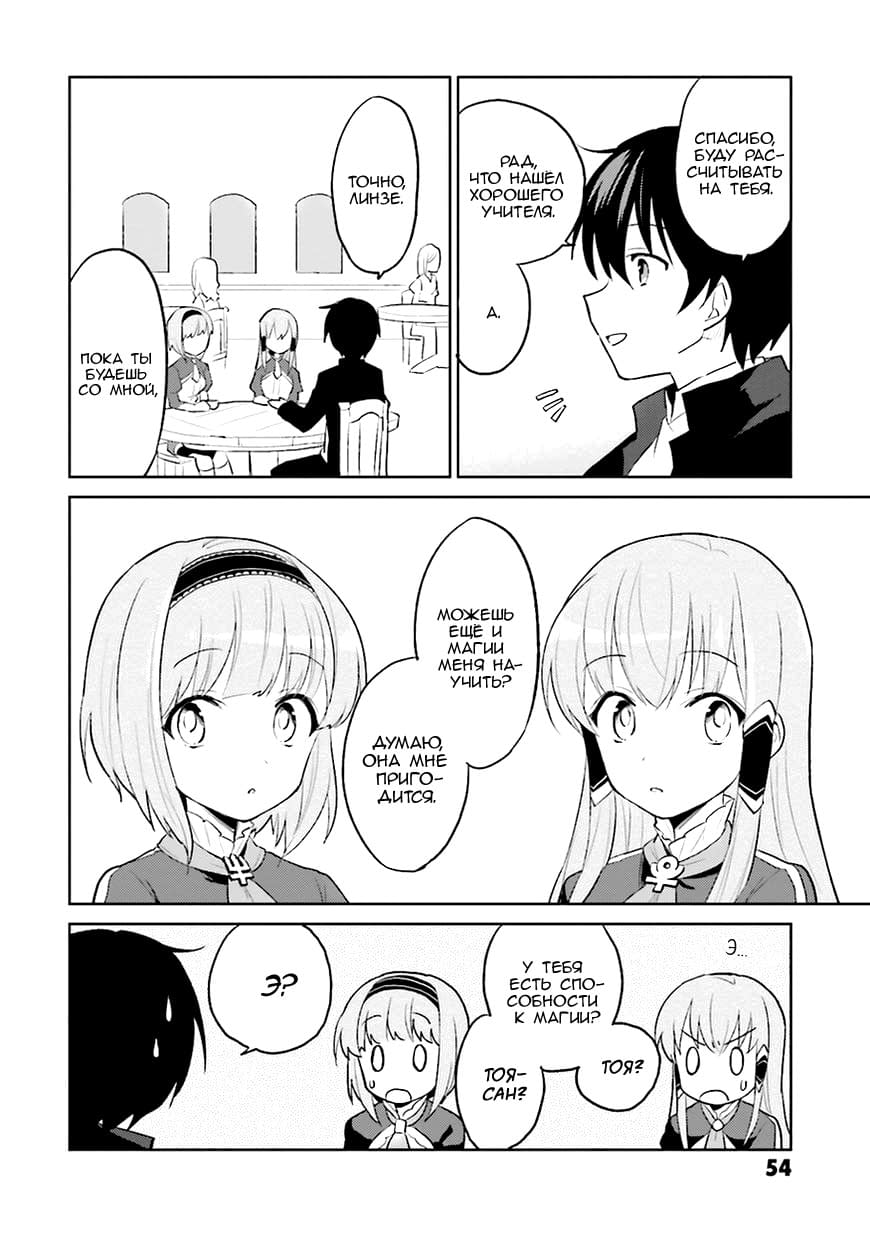 СПАСИБО,
БУДУ РАС-
СЧИТЫВАТЬ
НА ТЕБЯ.
РАД,
ЧТО НАШЁЛ
ХОРОШЕГО
УЧИТЕЛЯ.
А.
ТОЧНО,
ЛИНЗЕ.
ПОКА ТЫ
БУДЕШЬ
СО МНОЙ,
МОЖЕШЬ
ЕЩЁ И
МАГИИ
МЕНЯ НА-
УЧИТЬ?
ДУМАЮ,
ОНА МНЕ
ПРИГО-
ДИТСЯ.
Э...
У ТЕБЯ
ЕСТЬ СПО-
СОБНОСТИ
К МАГИИ?
ТОЯ?
ТОЯ-
САН?
Э?
54